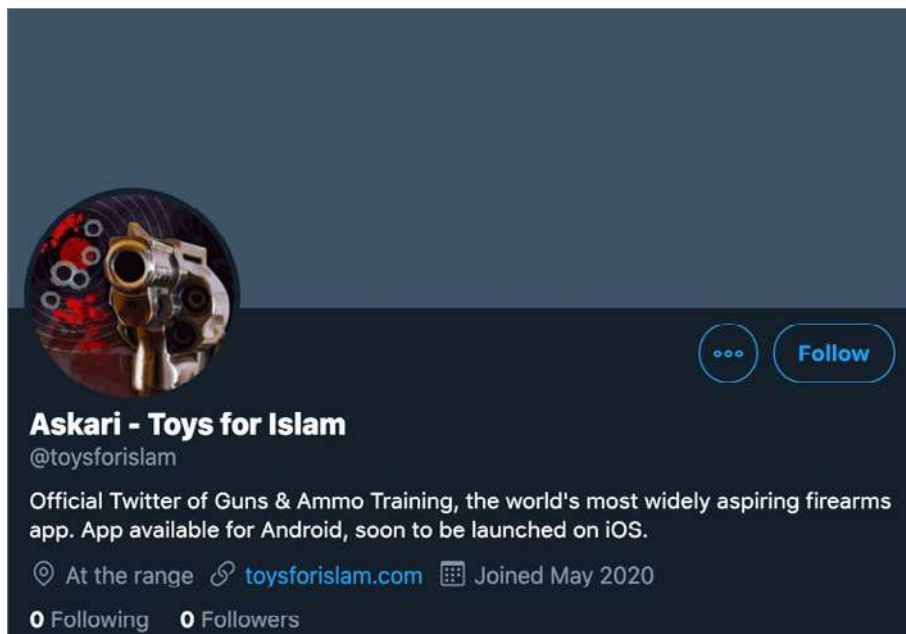 Follow
Askari - Toys for Islam
@toysforislam
Official Twitter of Guns & Ammo Training, the world's most widely aspiring firearms
app. App available for Android, soon to be launched on iOS.
At the range toysforislam.com Joined May 2020
0 Following 0 Followers